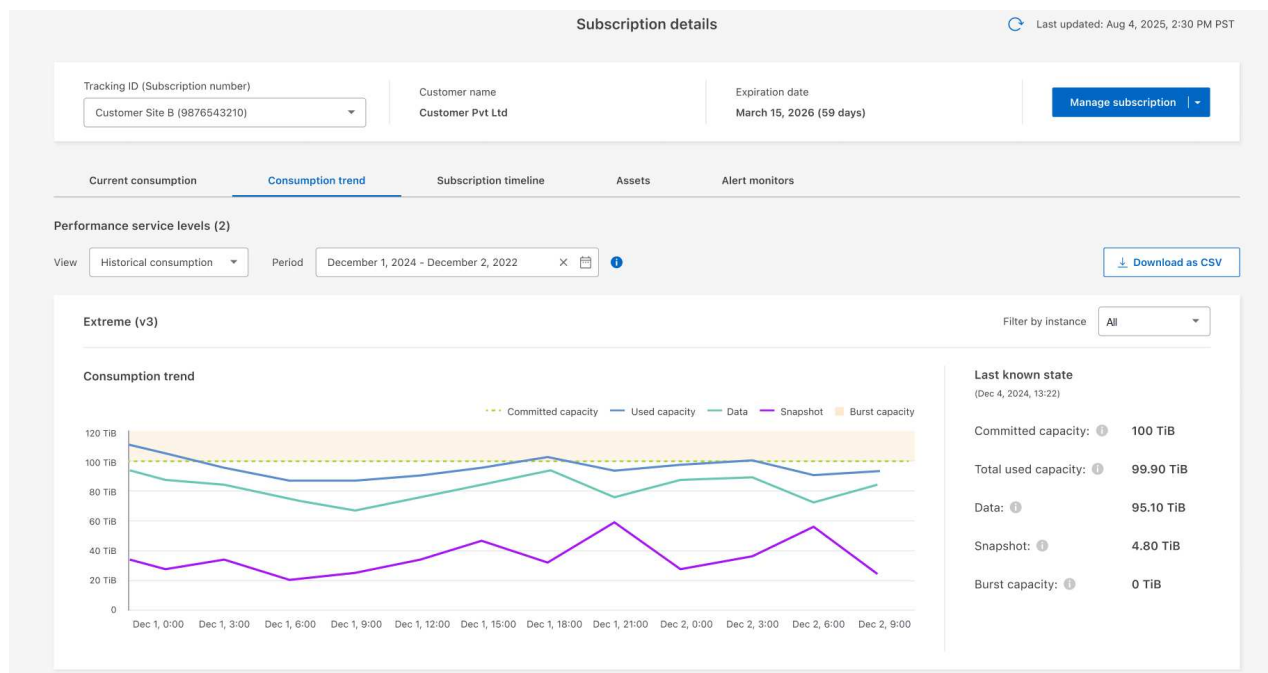 Subscription details
Last updated: Aug 4, 2025, 2:30 PM PST
Tracking ID (Subscription number)
Customer Site B (9876543210)
Customer name
Customer Pvt Ltd
Expiration date
March 15, 2026 (59 days)
Manage subscription
Current consumption
Consumption trend
Subscription timeline
Assets
Alert monitors
Performance service levels (2)
View
Historical consumption
Period
December 1, 2024 - December 2, 2022
Download as CSV
Extreme (v3)
Filter by instance
All
Consumption trend
Committed capacity
Used capacity
Data
Snapshot
Burst capacity
120 TiB
100 TiB
80 TiB
60 TiB
40 TiB
20 TiB
0
Dec 1, 0:00
Dec 1, 3:00
Dec 1, 6:00
Dec 1, 9:00
Dec 1, 12:00
Dec 1, 15:00
Dec 1, 18:00
Dec 1, 21:00
Dec 2, 0:00
Dec 2, 3:00
Dec 2, 6:00
Dec 2, 9:00
Last known state
(Dec 4, 2024, 13:22)
Committed capacity: 100 TiB
Total used capacity: 99.90 TiB
Data: 95.10 TiB
Snapshot: 4.80 TiB
Burst capacity: 0 TiB